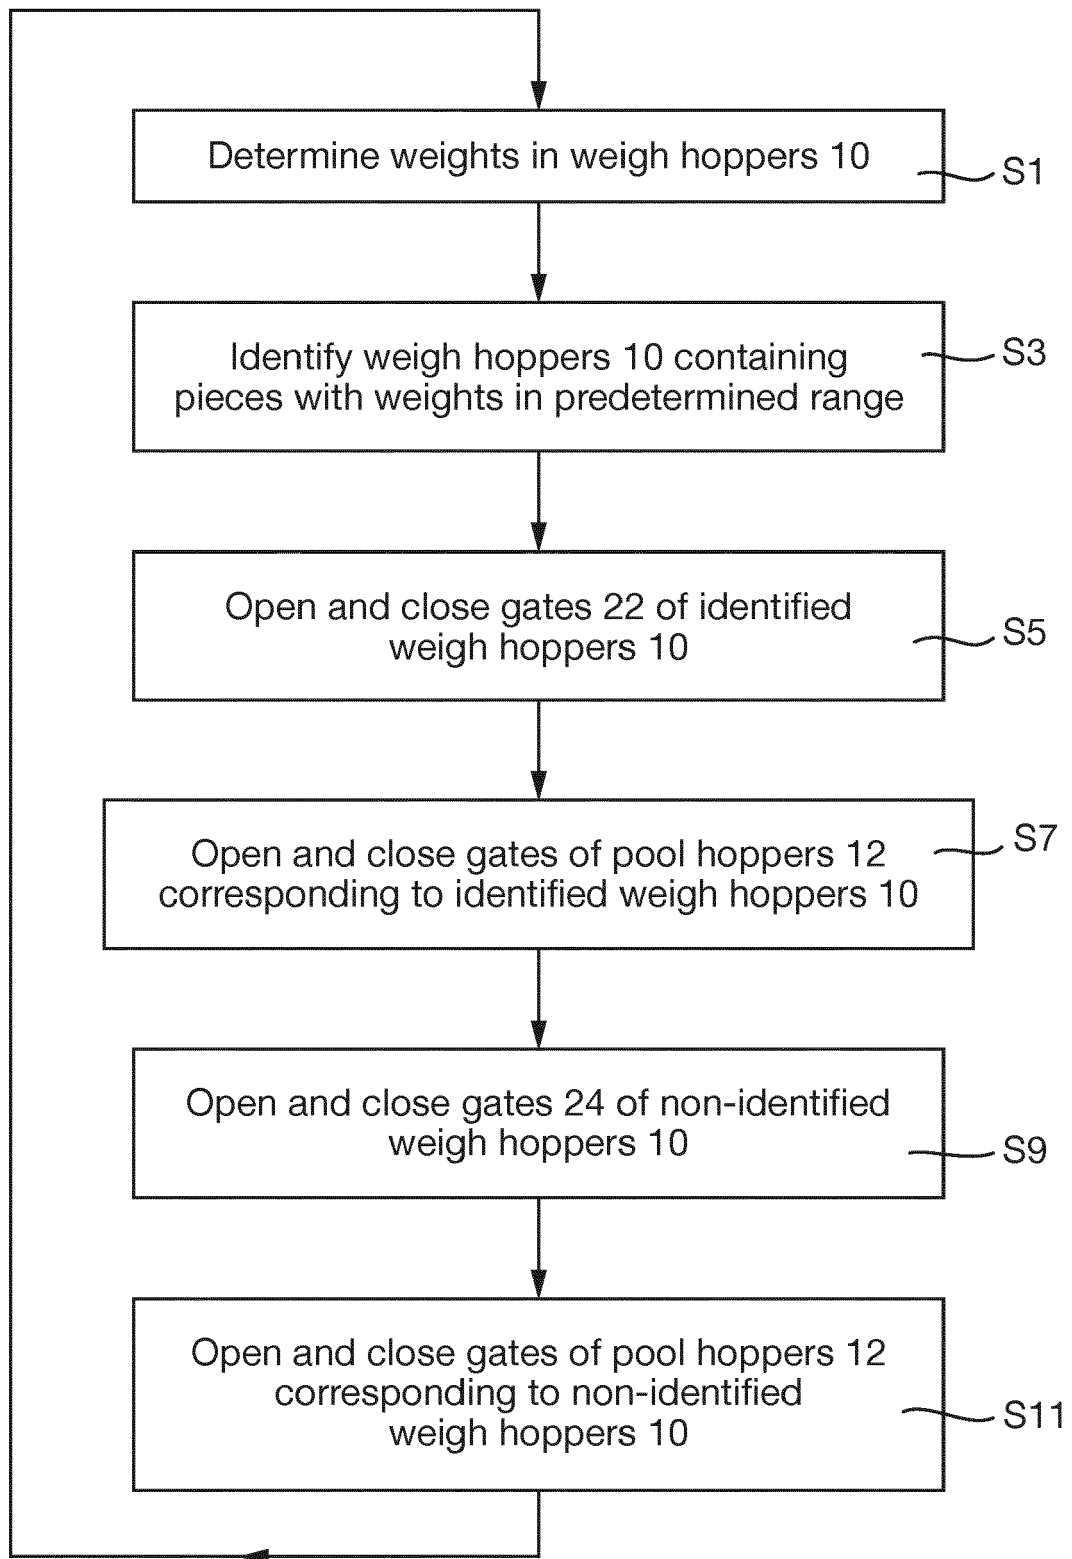 Determine weights in weigh hoppers 10
S1
Identify weigh hoppers 10 containing
pieces with weights in predetermined range
S3
Open and close gates 22 of identified
weigh hoppers 10
S5
Open and close gates of pool hoppers 12
corresponding to identified weigh hoppers 10
S7
Open and close gates 24 of non-identified
weigh hoppers 10
S9
Open and close gates of pool hoppers 12
corresponding to non-identified
weigh hoppers 10
S11